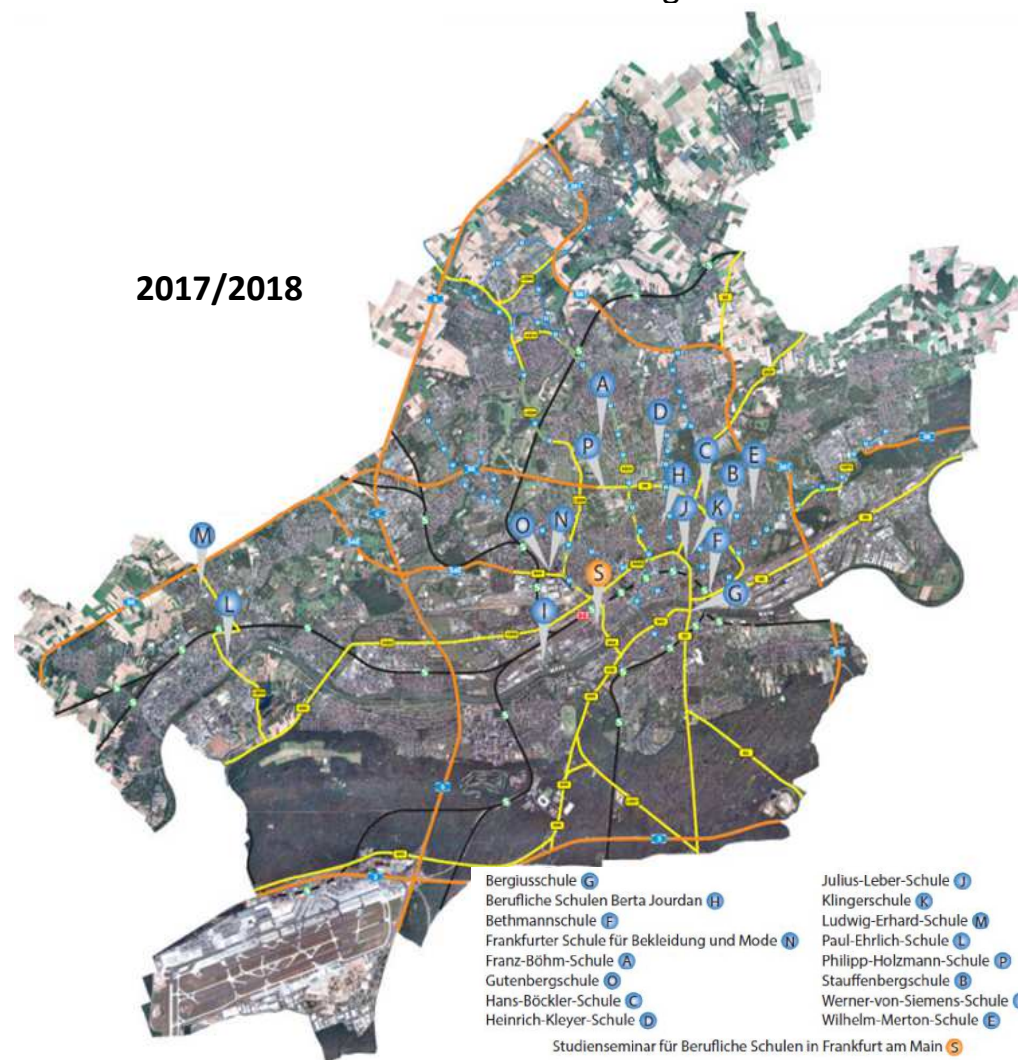 2017/2018
A
D
P
C
E
H
B
J
K
O
N
F
M
S
G
L
I
Bergiusschule G
Berufliche Schulen Berta Jourdan H
Bethmannschule F
Frankfurter Schule für Bekleidung und Mode N
Franz-Böhm-Schule A
Gutenbergschule O
Hans-Böckler-Schule C
Heinrich-Kleyer-Schule D
Julius-Leber-Schule J
Klingerschule K
Ludwig-Erhard-Schule M
Paul-Ehrlich-Schule L
Philipp-Holzmann-Schule P
Stauffenbergschule B
Werner-von-Siemens-Schule
Wilhelm-Merton-Schule E
Studienseminar für Berufliche Schulen in Frankfurt am Main S